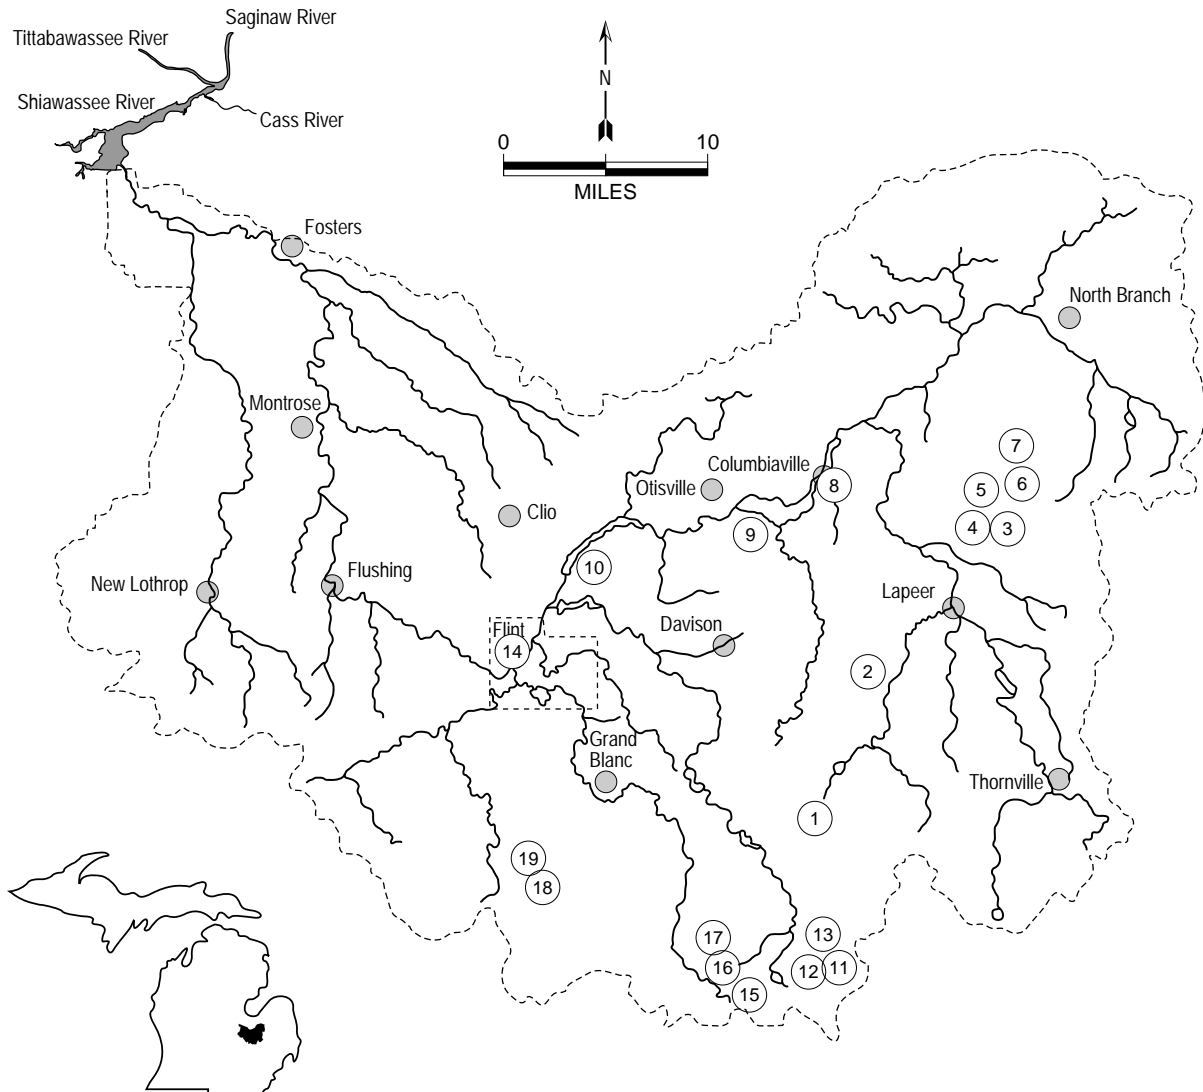 Saginaw River
Tittabawassee River
Shiawassee River
Cass River
N
0
10
MILES
Fosters
North Branch
Montrose
Columbiaville
Otisville
Clio
7
8
5
6
9
4
3
10
New Lothrop
Flushing
Lapeer
Flint
14
Davison
2
Grand
Blanc
Thornville
1
19
18
17
13
16
12
11
15